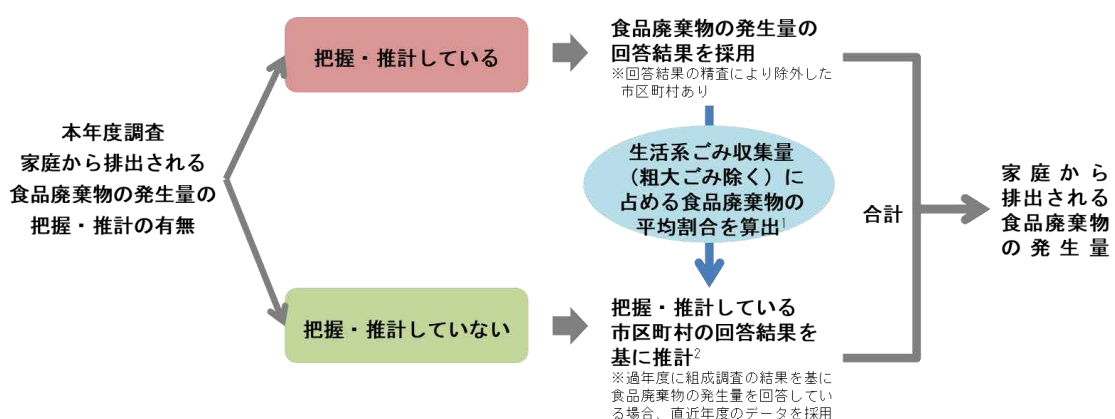 本年度調査
家庭から排出される
食品廃棄物の発生量の
把握・推計の有無
把握・推計している
食品廃棄物の発生量の
回答結果を採用
※回答結果の精査により除外した
市区町村あり
生活系ごみ収集量
（粗大ごみ除く）に
占める食品廃棄物の
平均割合を算出1
把握・推計していない
把握・推計している
市区町村の回答結果を
基に推計2
※過年度に組成調査の結果を基に
食品廃棄物の発生量を回答してい
る場合、直近年度のデータを採用
合計
家庭から
排出される
食品廃棄物
の発生量